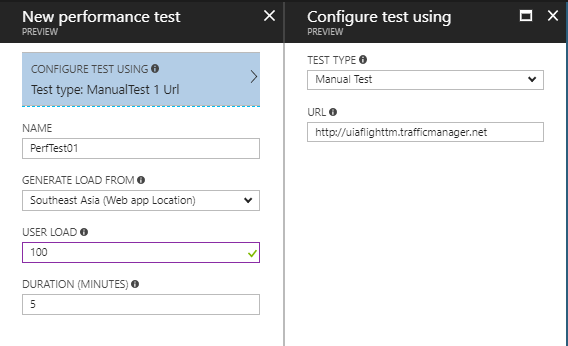 New performance test
PREVIEW
CONFIGURE TEST USING
Test type: ManualTest 1 Url
NAME
PerfTest01
GENERATE LOAD FROM
Southeast Asia (Web app Location)
USER LOAD
100
DURATION (MINUTES)
5
Configure test using
PREVIEW
TEST TYPE
Manual Test
URL
http://uiaflighttm.trafficmanager.net